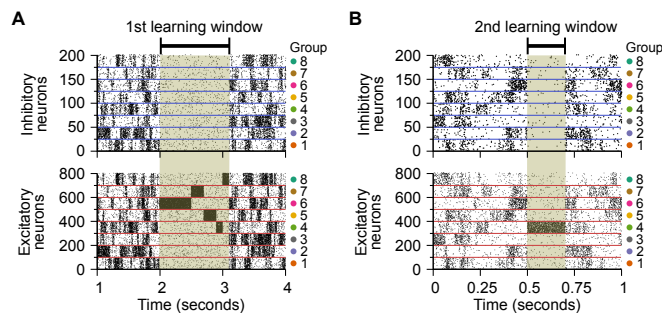 A
1st learning window
Group
Inhibitory
neurons
200
150
100
50
0
8
7
6
5
4
3
2
1
Excitatory
neurons
800
600
400
200
0
8
7
6
5
4
3
2
1
1 2 3 4
Time (seconds)
B
2nd learning window
Group
Inhibitory
neurons
200
150
100
50
0
8
7
6
5
4
3
2
1
Excitatory
neurons
800
600
400
200
0
8
7
6
5
4
3
2
1
0 0.25 0.5 0.75 1
Time (seconds)